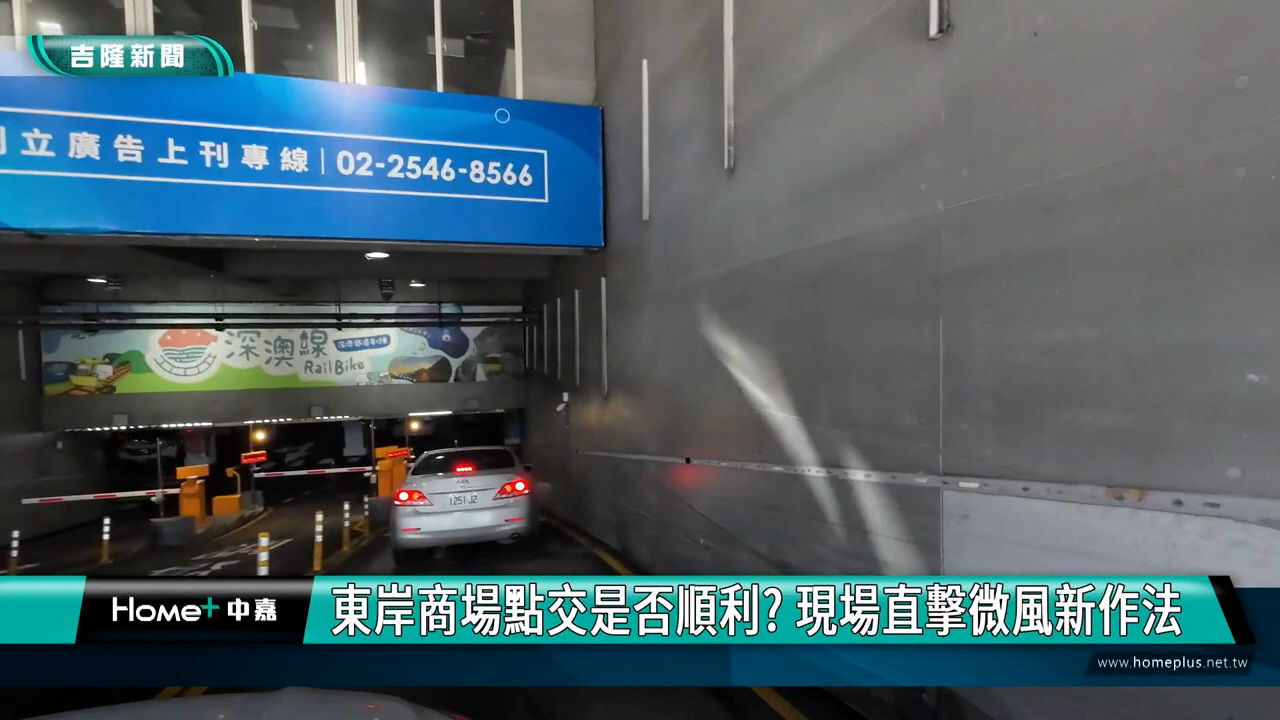 吉隆新聞
立廣告上刊專線 | 02-2546-8566
深澳線
RailBike
1251-J2
Home+ 中嘉
東岸商場點交是否順利? 現場直擊微風新作法
www.homeplus.net.tw